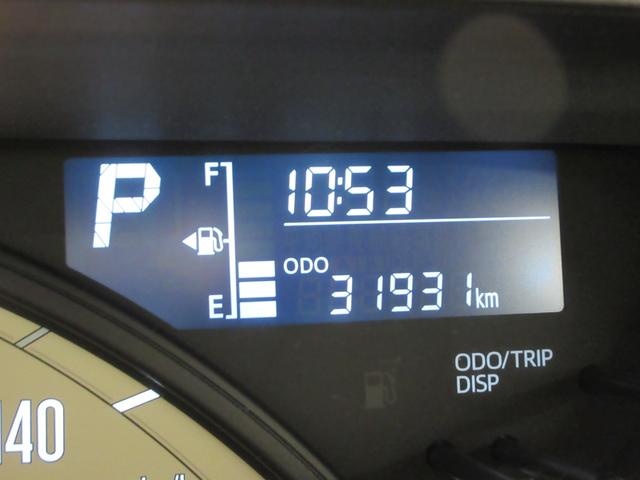 P
F
10:53
ODO
E
31931km
ODO/TRIP
DISP
140